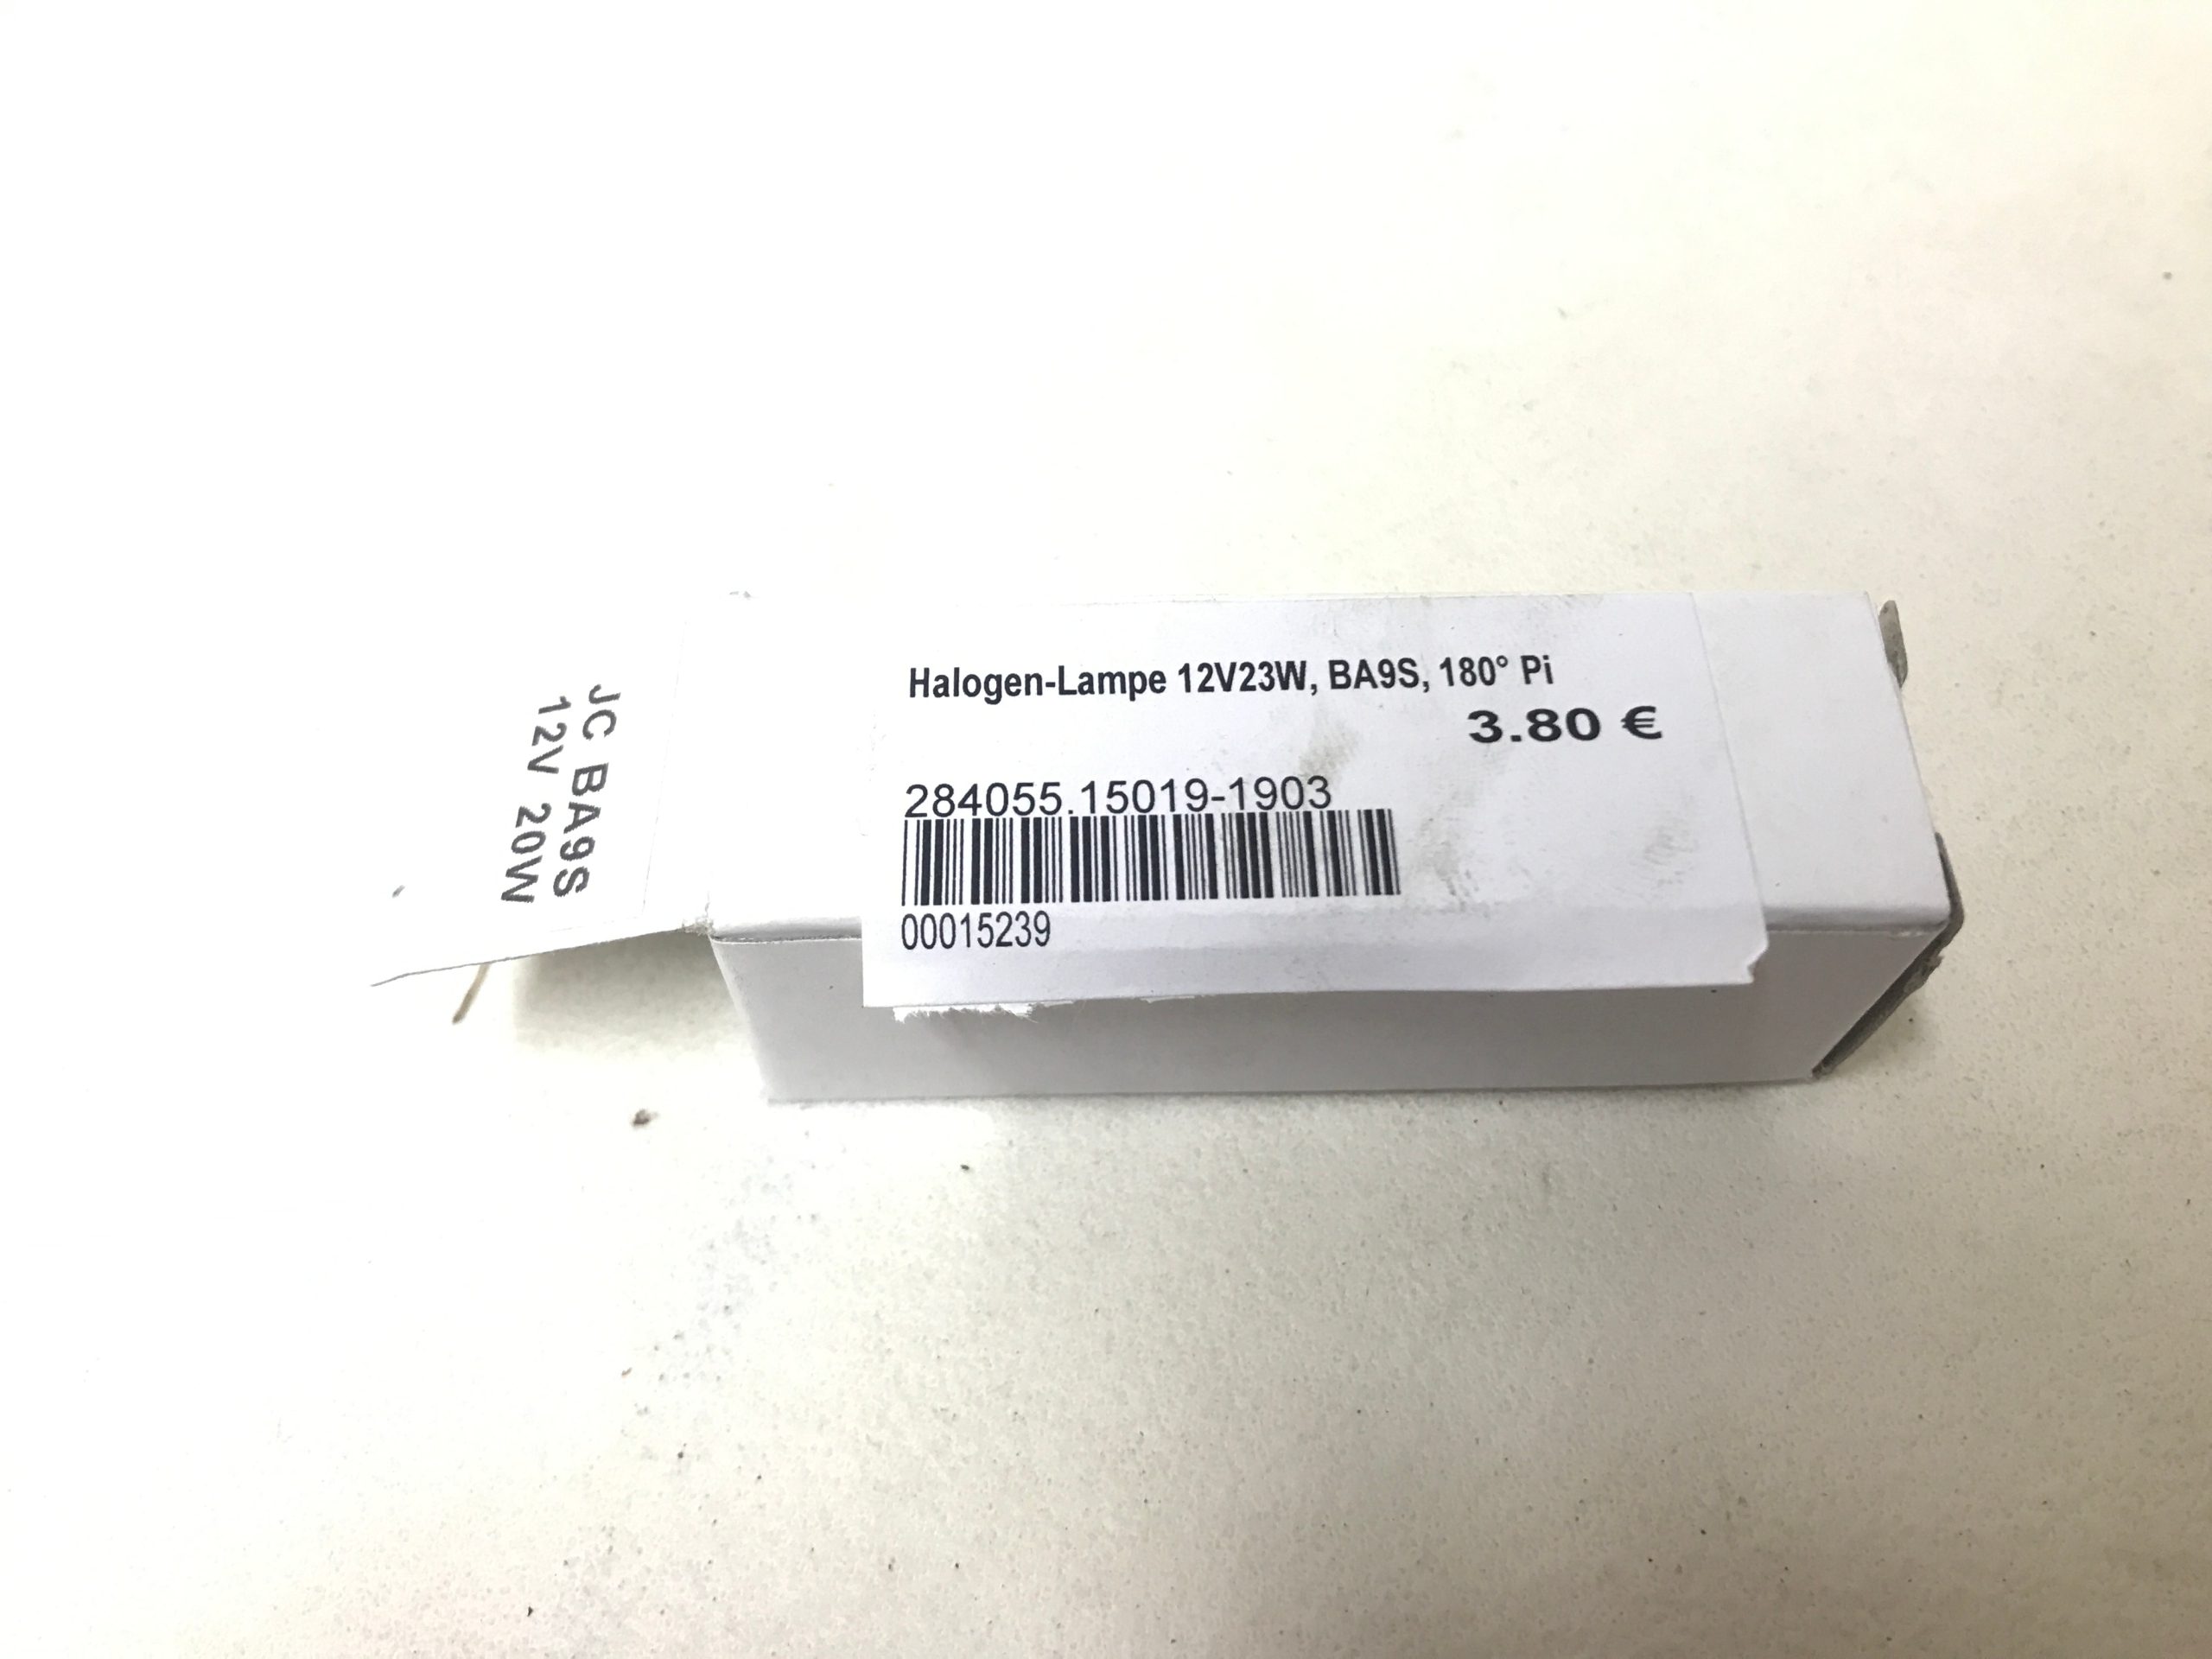 JC BA9S
12V 20W
Halogen-Lampe 12V23W, BA9S, 180° Pi
3.80 €
284055.15019-1903
00015239